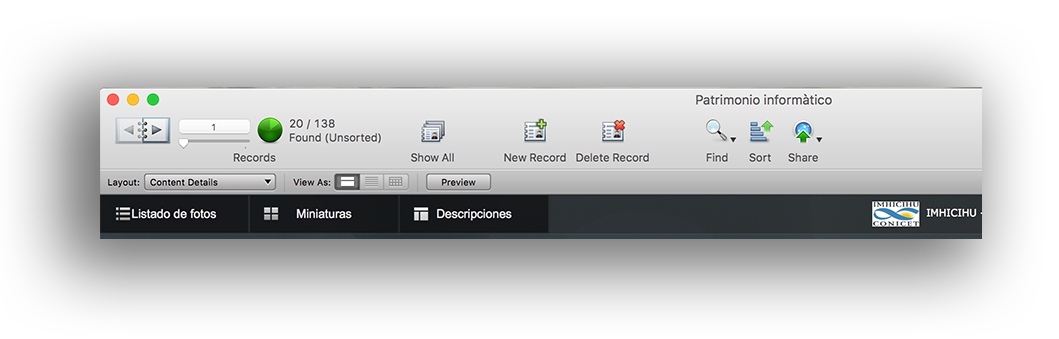 Patrimonio informàtico
1
20 / 138
Found (Unsorted)
Records
Show All
New Record
Delete Record
Find
Sort
Share
Layout: Content Details
View As:
Preview
Listado de fotos
Miniaturas
Descripciones
IMHICIHU
CONICET
IMHICIHU -